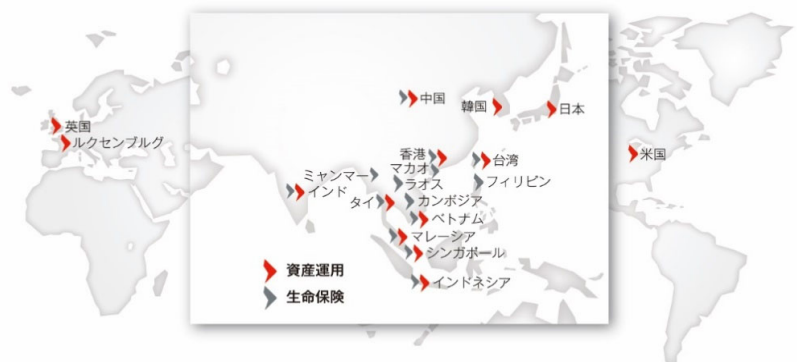 中国
韓国
日本
英国
ルクセンブルグ
米国
香港
マカオ
台湾
ミャンマー
ラオス
フィリピン
インド
タイ
カンボジア
ベトナム
マレーシア
シンガポール
インドネシア
資産運用
生命保険